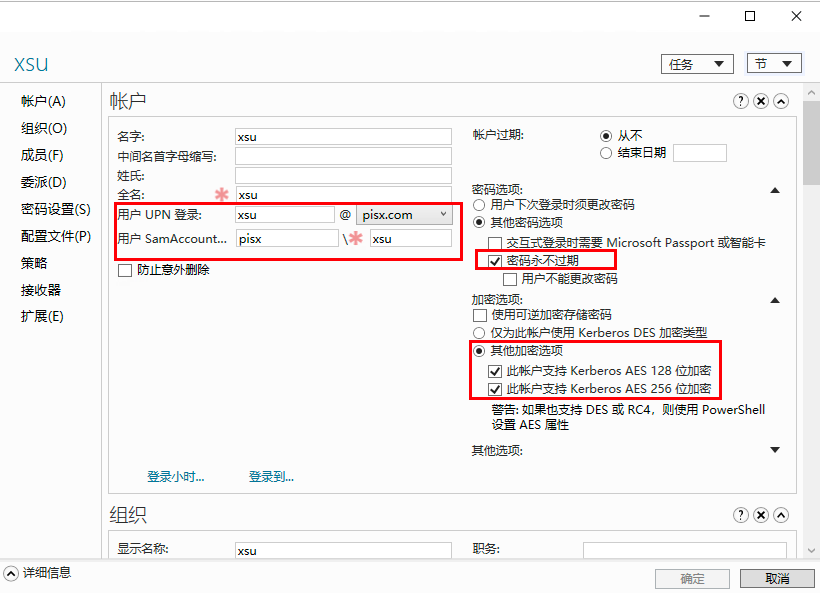 xsu
任务
节
帐户(A)
组织(O)
成员(F)
委派(D)
密码设置(S)
配置文件(P)
策略
接收器
扩展(E)
帐户
名字:
xsu
中间名首字母缩写:
姓氏:
全名:
* xsu
用户 UPN 登录:
xsu @ pisx.com
用户 SamAccount...
pisx \ * xsu
防止意外删除
登录小时...
登录到...
帐户过期:
从不
结束日期
密码选项:
用户下次登录时须更改密码
其他密码选项
交互式登录时需要 Microsoft Passport 或智能卡
密码永不过期
用户不能更改密码
加密选项:
使用可逆加密存储密码
仅为此帐户使用 Kerberos DES 加密类型
其他加密选项
此帐户支持 Kerberos AES 128 位加密
此帐户支持 Kerberos AES 256 位加密
警告: 如果也支持 DES 或 RC4，则使用 PowerShell
设置 AES 属性
其他选项:
组织
显示名称:
xsu
职务:
详细信息
确定
取消